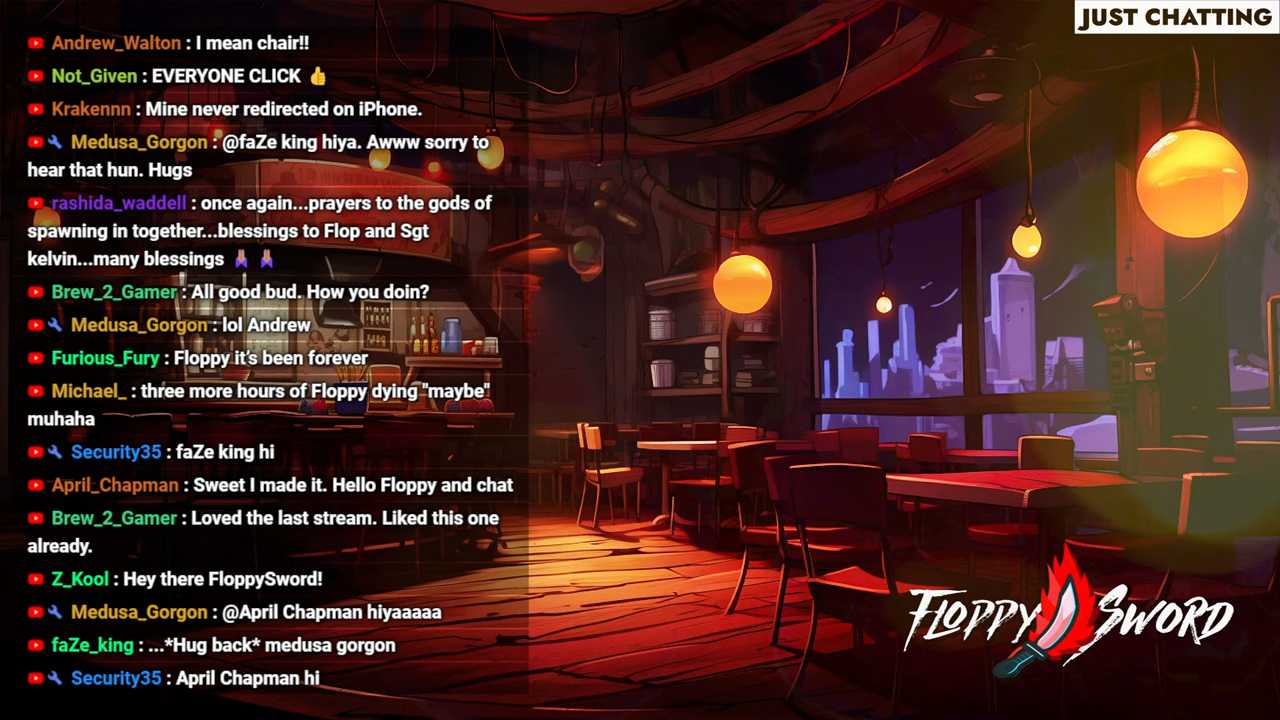 JUST CHATTING
Andrew_Walton : I mean chair!!
Not_Given : EVERYONE CLICK 👍
Krakennn : Mine never redirected on iPhone.
Medusa_Gorgon : @faZe king hiya. Awww sorry to
hear that hun. Hugs
rashida_waddell : once again...prayers to the gods of
spawning in together...blessings to Flop and Sgt
kelvin...many blessings 🙏🏽 🙏🏽
Brew_2_Gamer : All good bud. How you doin?
Medusa_Gorgon : lol Andrew
Furious_Fury : Floppy it's been forever
Michael_ : three more hours of Floppy dying "maybe"
muhaha
Security35 : faZe king hi
April_Chapman : Sweet I made it. Hello Floppy and chat
Brew_2_Gamer : Loved the last stream. Liked this one
already.
Z_Kool : Hey there FloppySword!
Medusa_Gorgon : @April Chapman hiyaaaaa
faZe_king : ...*Hug back* medusa gorgon
Security35 : April Chapman hi
FLOPPY SWORD